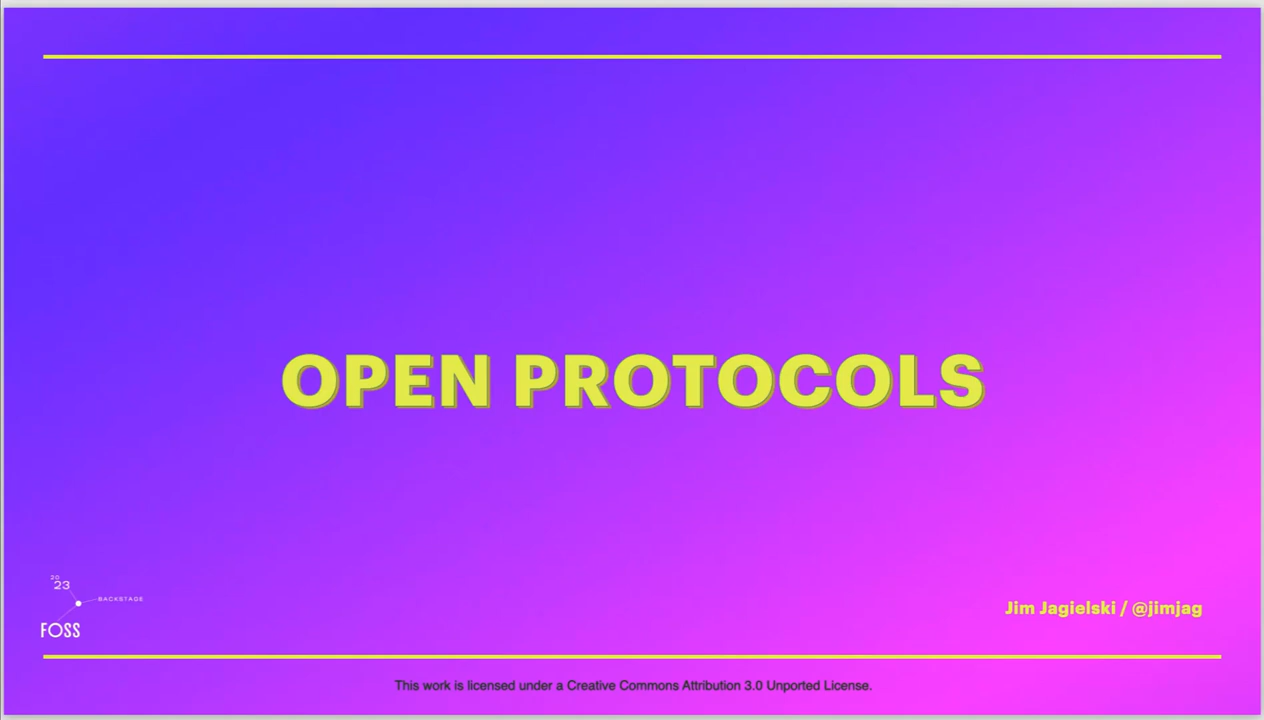 OPEN PROTOCOLS
20
23
BACKSTAGE
FOSS
Jim Jagielski / @jimjag
This work is licensed under a Creative Commons Attribution 3.0 Unported License.